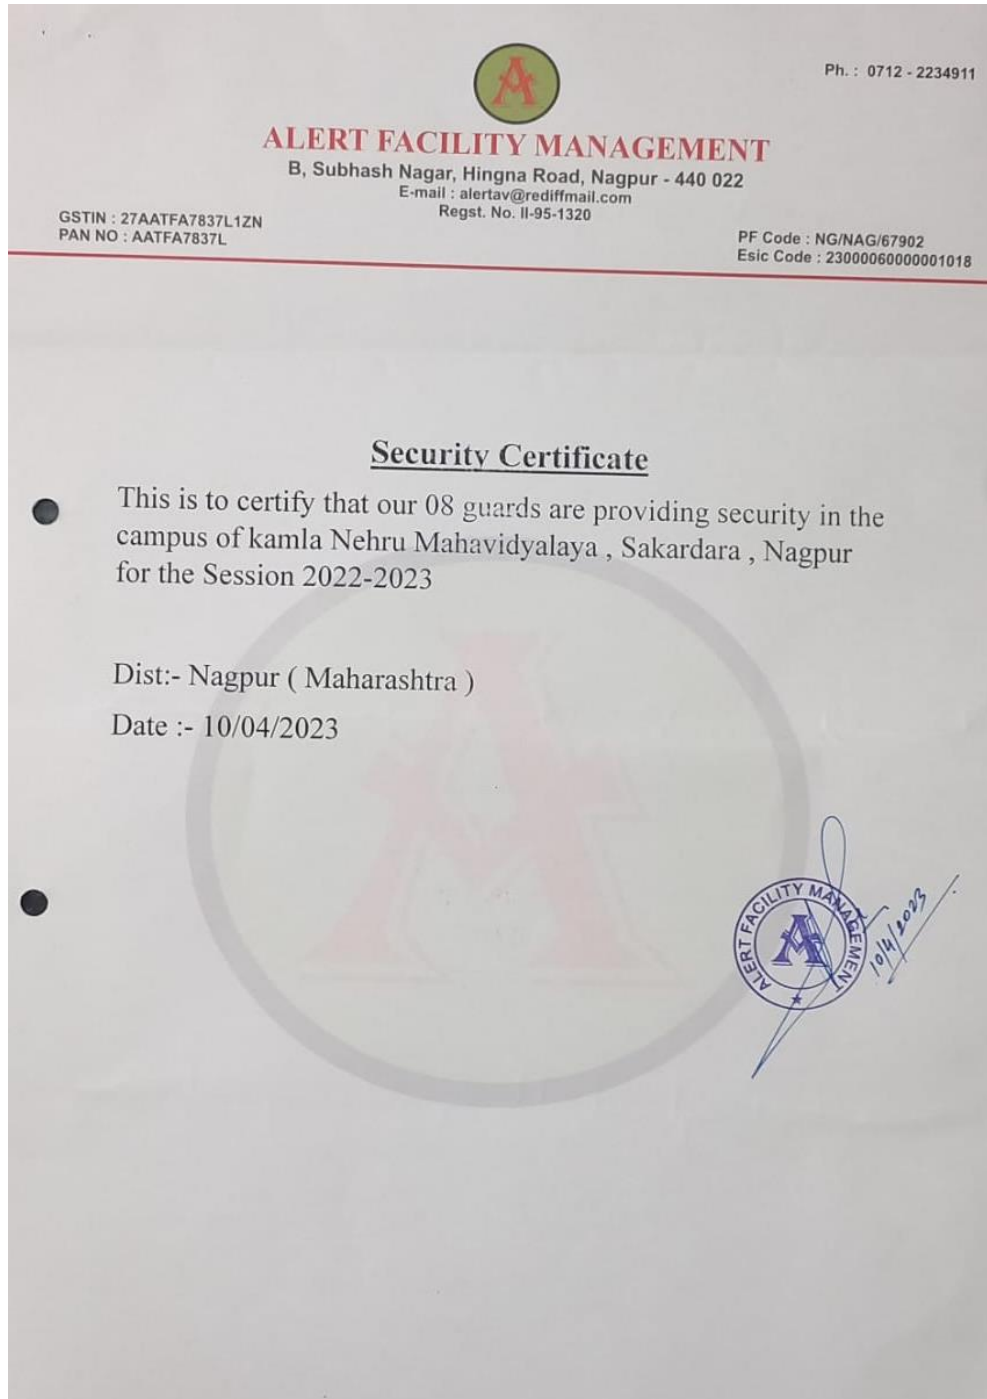 Ph. : 0712 - 2234911
A
ALERT FACILITY MANAGEMENT
B, Subhash Nagar, Hingna Road, Nagpur - 440 022
E-mail : alertav@rediffmail.com
Regst. No. II-95-1320
GSTIN : 27AATFA7837L1ZN
PAN NO : AATFA7837L
PF Code : NG/NAG/67902
Esic Code : 23000060000001018
Security Certificate
This is to certify that our 08 guards are providing security in the
campus of kamla Nehru Mahavidyalaya , Sakardara , Nagpur
for the Session 2022-2023
Dist:- Nagpur ( Maharashtra )
Date :- 10/04/2023
A
ALERT FACILITY MANAGEMENT
A
10/4/2023